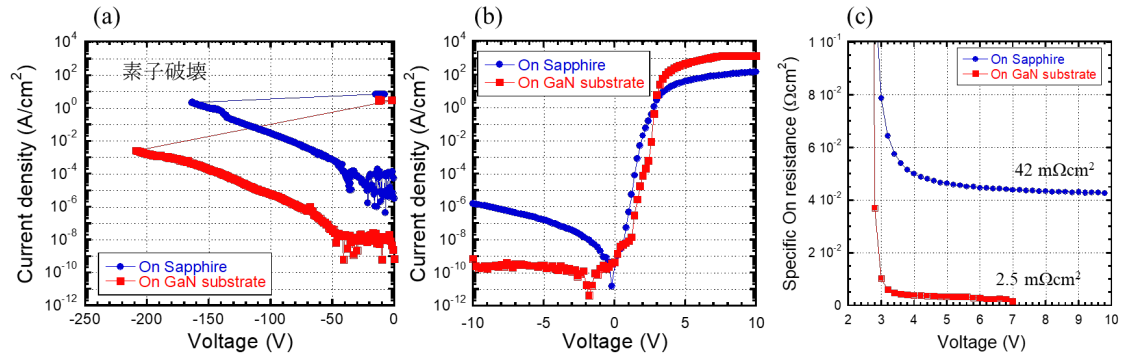 (a)
10^4
10^2
10^0
10^-2
10^-4
10^-6
10^-8
10^-10
10^-12
Current density (A/cm^2)
素子破壊
On Sapphire
On GaN substrate
-250 -200 -150 -100 -50 0
Voltage (V)
(b)
10^4
10^2
10^0
10^-2
10^-4
10^-6
10^-8
10^-10
10^-12
Current density (A/cm^2)
On Sapphire
On GaN substrate
-10 -5 0 5 10
Voltage (V)
(c)
1 10^-1
8 10^-2
6 10^-2
4 10^-2
2 10^-2
0
Specific On resistance (Ωcm^2)
On Sapphire
On GaN substrate
42 mΩcm^2
2.5 mΩcm^2
2 3 4 5 6 7 8 9 10
Voltage (V)